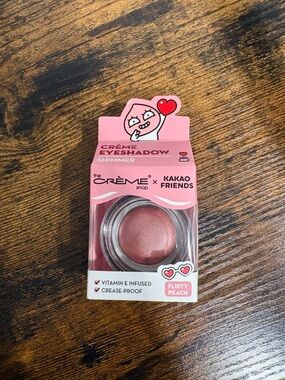 CRÈME
EYESHADOW
SHIMMER
the CRÈME® shop × KAKAO FRIENDS
✔ VITAMIN E INFUSED
✔ CREASE-PROOF
FLIRTY
PEACH